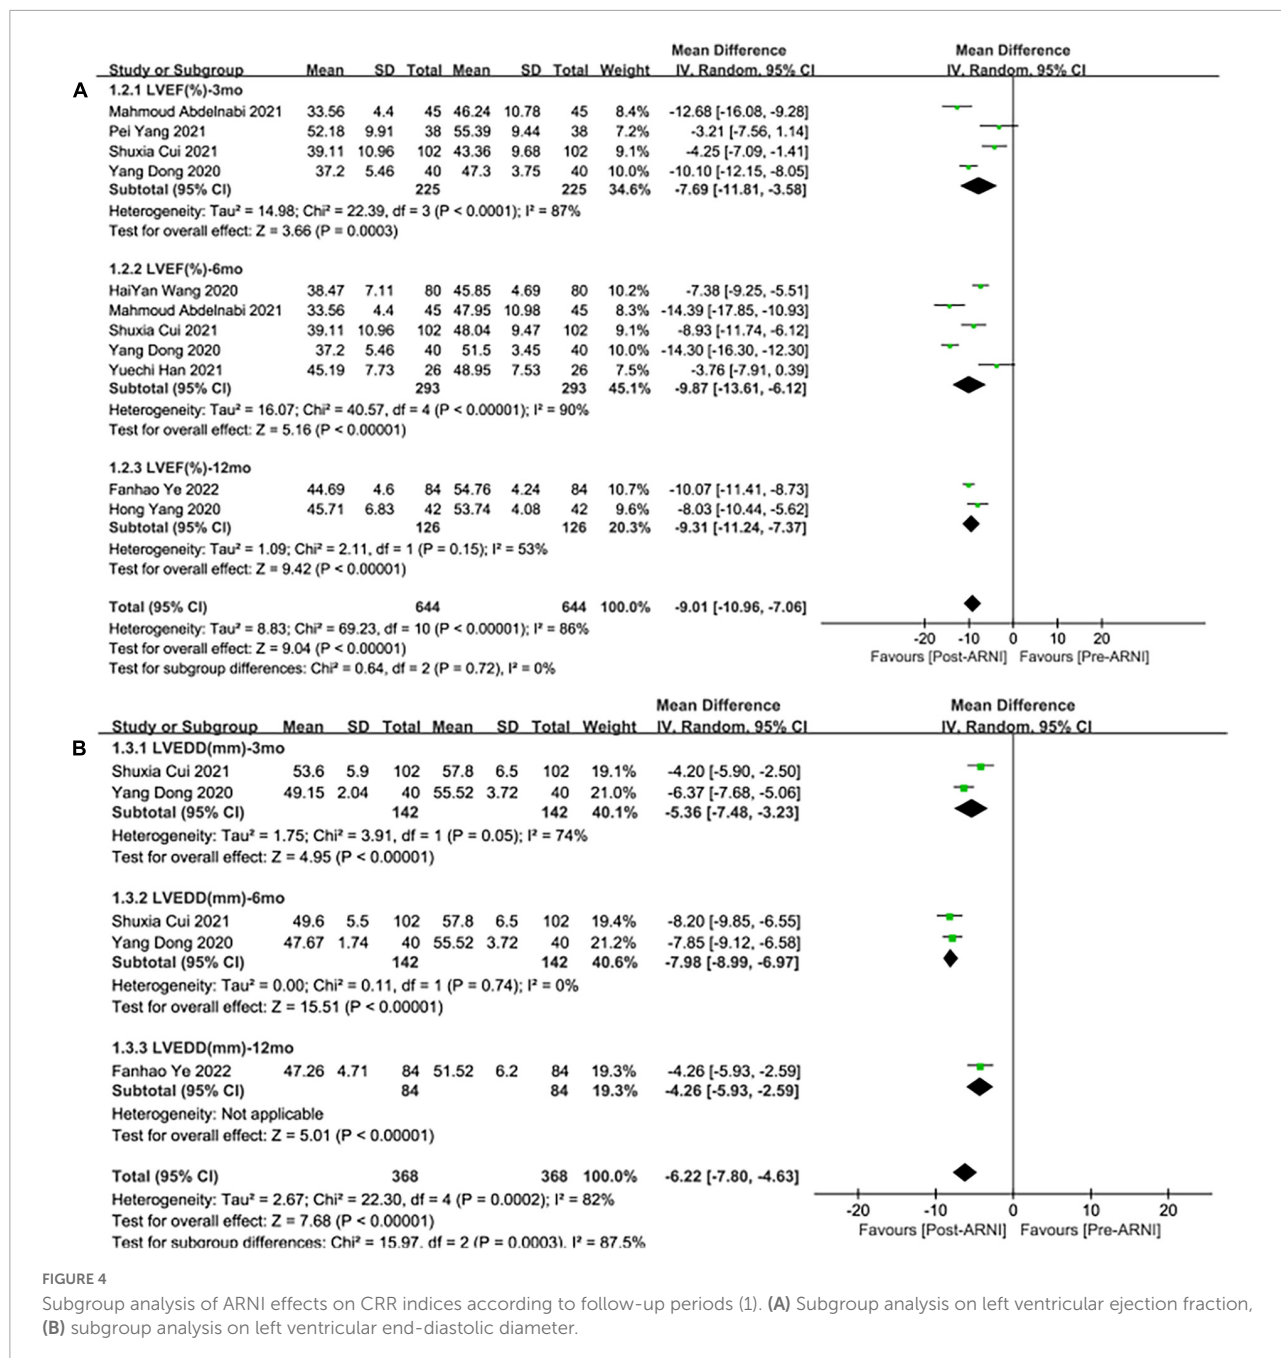 Mean Difference Mean Difference
Study or Subgroup Mean SD Total Mean SD Total Weight IV, Random, 95% CI IV, Random, 95% CI
A 1.2.1 LVEF(%)-3mo
Mahmoud Abdelnabi 2021 33.56 4.4 45 46.24 10.78 45 8.4% -12.68 [-16.08, -9.28]
Pei Yang 2021 52.18 9.91 38 55.39 9.44 38 7.2% -3.21 [-7.56, 1.14]
Shuxia Cui 2021 39.11 10.96 102 43.36 9.68 102 9.1% -4.25 [-7.09, -1.41]
Yang Dong 2020 37.2 5.46 40 47.3 3.75 40 10.0% -10.10 [-12.15, -8.05]
Subtotal (95% CI) 225 225 34.6% -7.69 [-11.81, -3.58]
Heterogeneity: Tau² = 14.98; Chi² = 22.39, df = 3 (P < 0.0001); I² = 87%
Test for overall effect: Z = 3.66 (P = 0.0003)
1.2.2 LVEF(%)-6mo
HaiYan Wang 2020 38.47 7.11 80 45.85 4.69 80 10.2% -7.38 [-9.25, -5.51]
Mahmoud Abdelnabi 2021 33.56 4.4 45 47.95 10.98 45 8.3% -14.39 [-17.85, -10.93]
Shuxia Cui 2021 39.11 10.96 102 48.04 9.47 102 9.1% -8.93 [-11.74, -6.12]
Yang Dong 2020 37.2 5.46 40 51.5 3.45 40 10.0% -14.30 [-16.30, -12.30]
Yuechi Han 2021 45.19 7.73 26 48.95 7.53 26 7.5% -3.76 [-7.91, 0.39]
Subtotal (95% CI) 293 293 45.1% -9.87 [-13.61, -6.12]
Heterogeneity: Tau² = 16.07; Chi² = 40.57, df = 4 (P < 0.00001); I² = 90%
Test for overall effect: Z = 5.16 (P < 0.00001)
1.2.3 LVEF(%)-12mo
Fanhao Ye 2022 44.69 4.6 84 54.76 4.24 84 10.7% -10.07 [-11.41, -8.73]
Hong Yang 2020 45.71 6.83 42 53.74 4.08 42 9.6% -8.03 [-10.44, -5.62]
Subtotal (95% CI) 126 126 20.3% -9.31 [-11.24, -7.37]
Heterogeneity: Tau² = 1.09; Chi² = 2.11, df = 1 (P = 0.15); I² = 53%
Test for overall effect: Z = 9.42 (P < 0.00001)
Total (95% CI) 644 644 100.0% -9.01 [-10.96, -7.06]
Heterogeneity: Tau² = 8.83; Chi² = 69.23, df = 10 (P < 0.00001); I² = 86%
-20 -10 0 10 20
Test for overall effect: Z = 9.04 (P < 0.00001)
Favours [Post-ARNI] Favours [Pre-ARNI]
Test for subgroup differences: Chi² = 0.64, df = 2 (P = 0.72), I² = 0%
Mean Difference Mean Difference
Study or Subgroup Mean SD Total Mean SD Total Weight IV, Random, 95% CI IV, Random, 95% CI
B 1.3.1 LVEDD(mm)-3mo
Shuxia Cui 2021 53.6 5.9 102 57.8 6.5 102 19.1% -4.20 [-5.90, -2.50]
Yang Dong 2020 49.15 2.04 40 55.52 3.72 40 21.0% -6.37 [-7.68, -5.06]
Subtotal (95% CI) 142 142 40.1% -5.36 [-7.48, -3.23]
Heterogeneity: Tau² = 1.75; Chi² = 3.91, df = 1 (P = 0.05); I² = 74%
Test for overall effect: Z = 4.95 (P < 0.00001)
1.3.2 LVEDD(mm)-6mo
Shuxia Cui 2021 49.6 5.5 102 57.8 6.5 102 19.4% -8.20 [-9.85, -6.55]
Yang Dong 2020 47.67 1.74 40 55.52 3.72 40 21.2% -7.85 [-9.12, -6.58]
Subtotal (95% CI) 142 142 40.6% -7.98 [-8.99, -6.97]
Heterogeneity: Tau² = 0.00; Chi² = 0.11, df = 1 (P = 0.74); I² = 0%
Test for overall effect: Z = 15.51 (P < 0.00001)
1.3.3 LVEDD(mm)-12mo
Fanhao Ye 2022 47.26 4.71 84 51.52 6.2 84 19.3% -4.26 [-5.93, -2.59]
Subtotal (95% CI) 84 84 19.3% -4.26 [-5.93, -2.59]
Heterogeneity: Not applicable
Test for overall effect: Z = 5.01 (P < 0.00001)
Total (95% CI) 368 368 100.0% -6.22 [-7.80, -4.63]
Heterogeneity: Tau² = 2.67; Chi² = 22.30, df = 4 (P = 0.0002); I² = 82%
-20 -10 0 10 20
Test for overall effect: Z = 7.68 (P < 0.00001)
Favours [Post-ARNI] Favours [Pre-ARNI]
Test for subgroup differences: Chi² = 15.97, df = 2 (P = 0.0003), I² = 87.5%
FIGURE 4
Subgroup analysis of ARNI effects on CRR indices according to follow-up periods (1). (A) Subgroup analysis on left ventricular ejection fraction,
(B) subgroup analysis on left ventricular end-diastolic diameter.